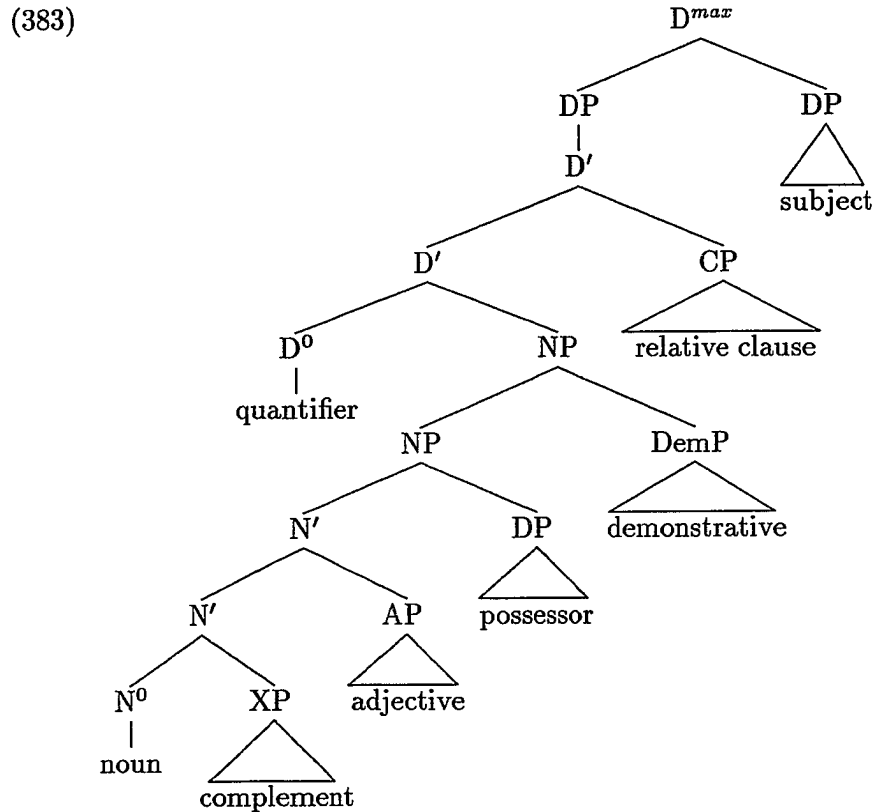 (383) D^max
DP DP
D′ subject
D′ CP
D⁰ NP relative clause
quantifier
NP DemP
N′ DP demonstrative
N′ AP possessor
N⁰ XP adjective
noun
complement